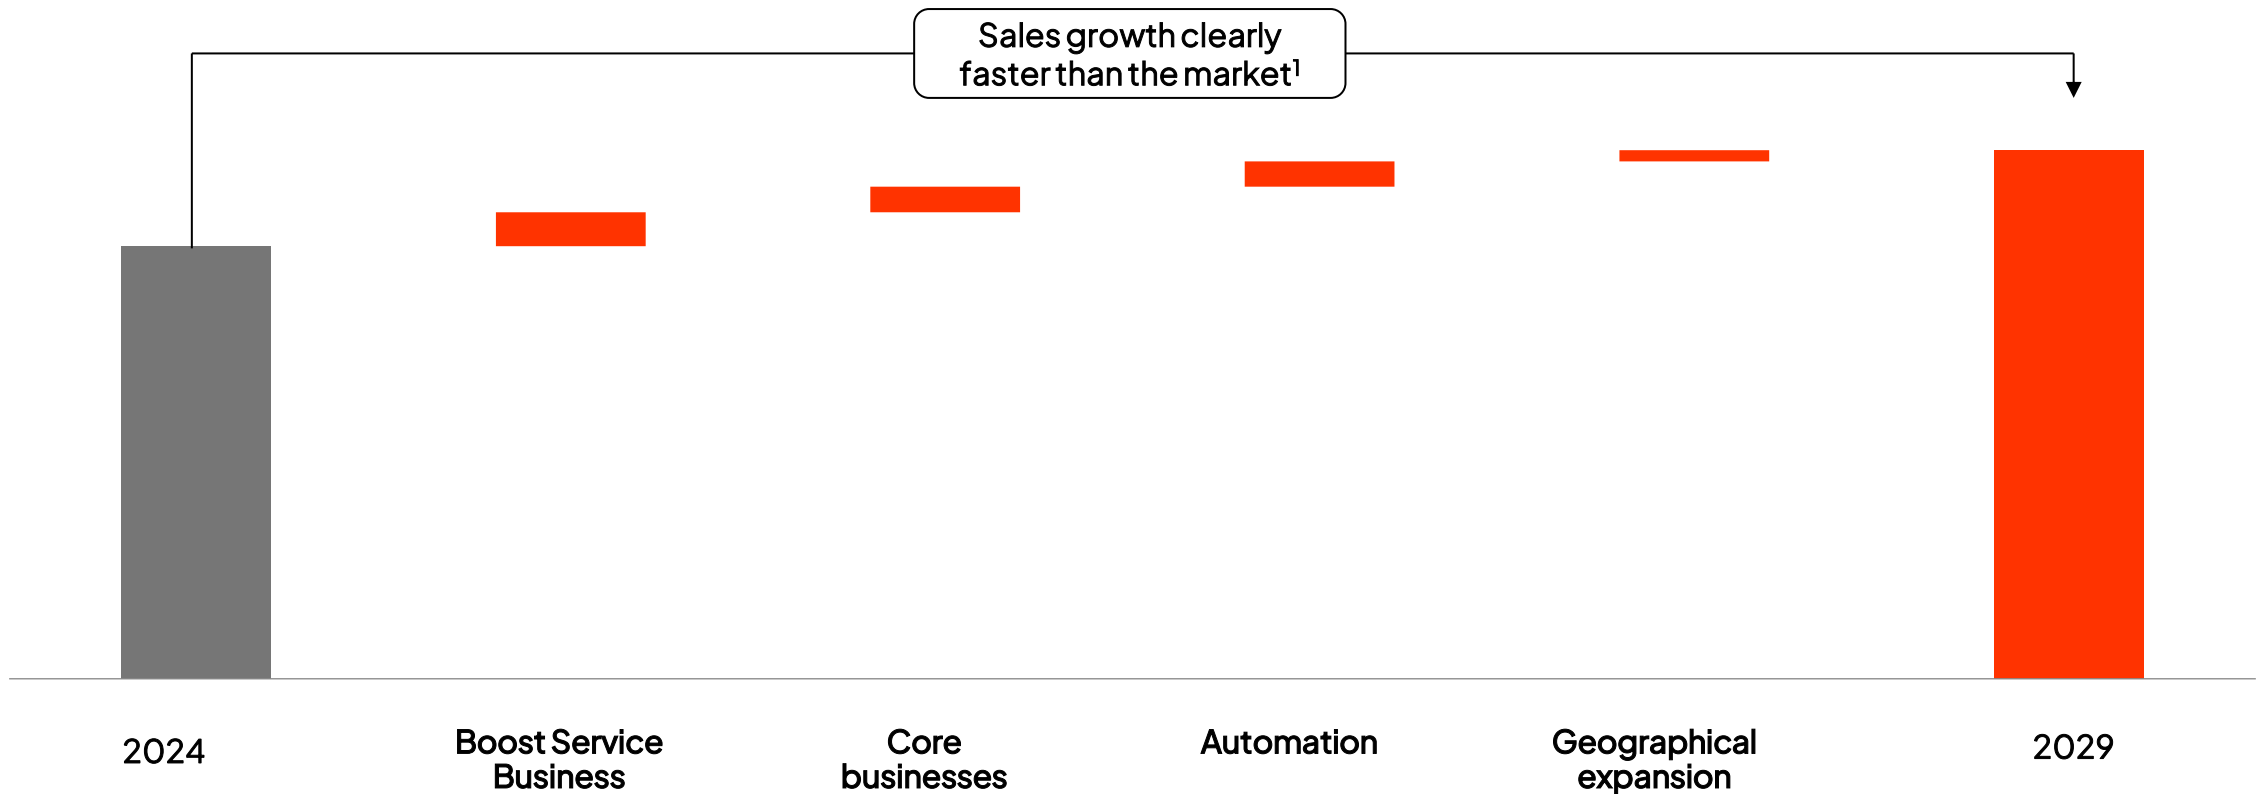 Sales growth clearly
faster than the market¹
2024
Boost Service
Business
Core
businesses
Automation
Geographical
expansion
2029